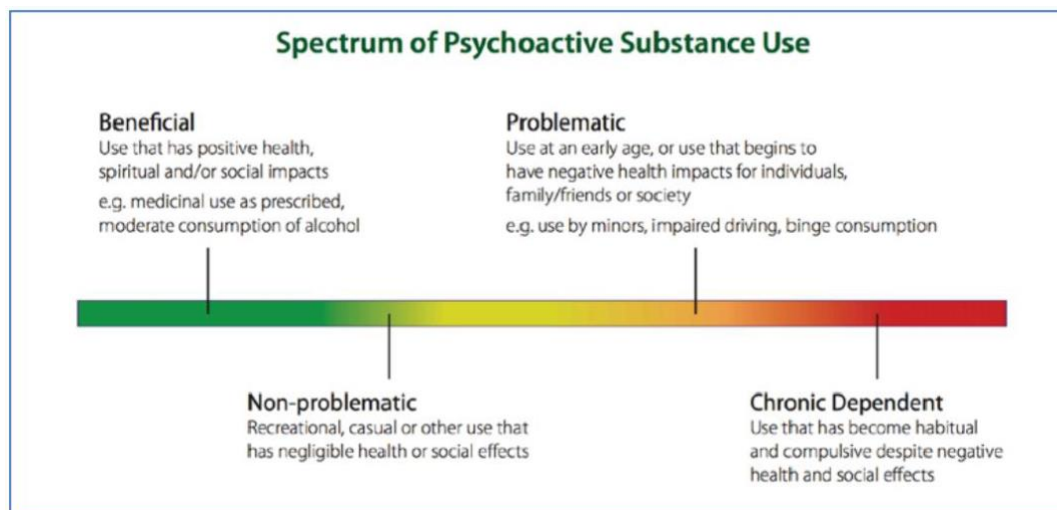 Spectrum of Psychoactive Substance Use
Beneficial
Use that has positive health,
spiritual and/or social impacts
e.g. medicinal use as prescribed,
moderate consumption of alcohol
Problematic
Use at an early age, or use that begins to
have negative health impacts for individuals,
family/friends or society
e.g. use by minors, impaired driving, binge consumption
Non-problematic
Recreational, casual or other use that
has negligible health or social effects
Chronic Dependent
Use that has become habitual
and compulsive despite negative
health and social effects